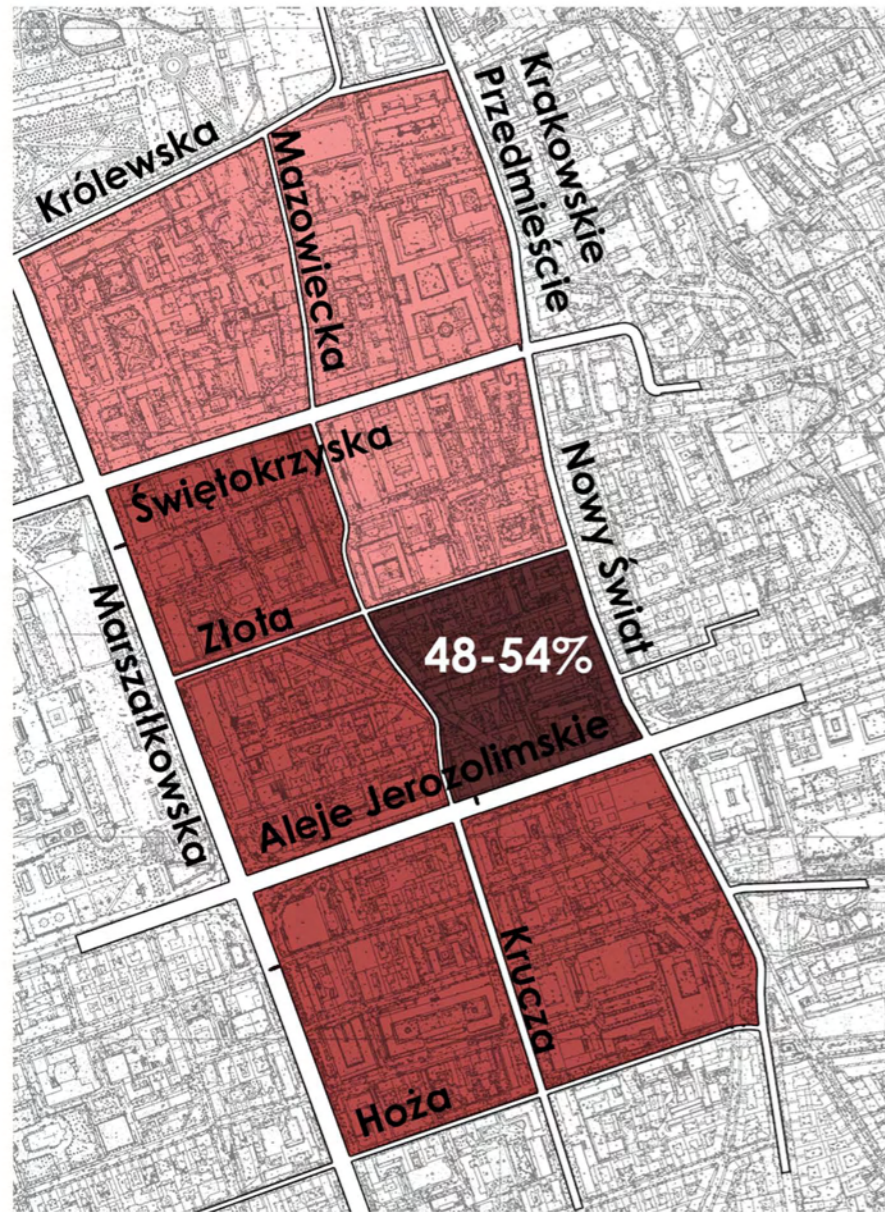 Krakowskie
Przedmieście
Królewska
Mazowiecka
Świętokrzyska
Nowy Świat
Marszałkowska
Złota
48-54%
Aleje Jerozolimskie
Krucza
Hoża